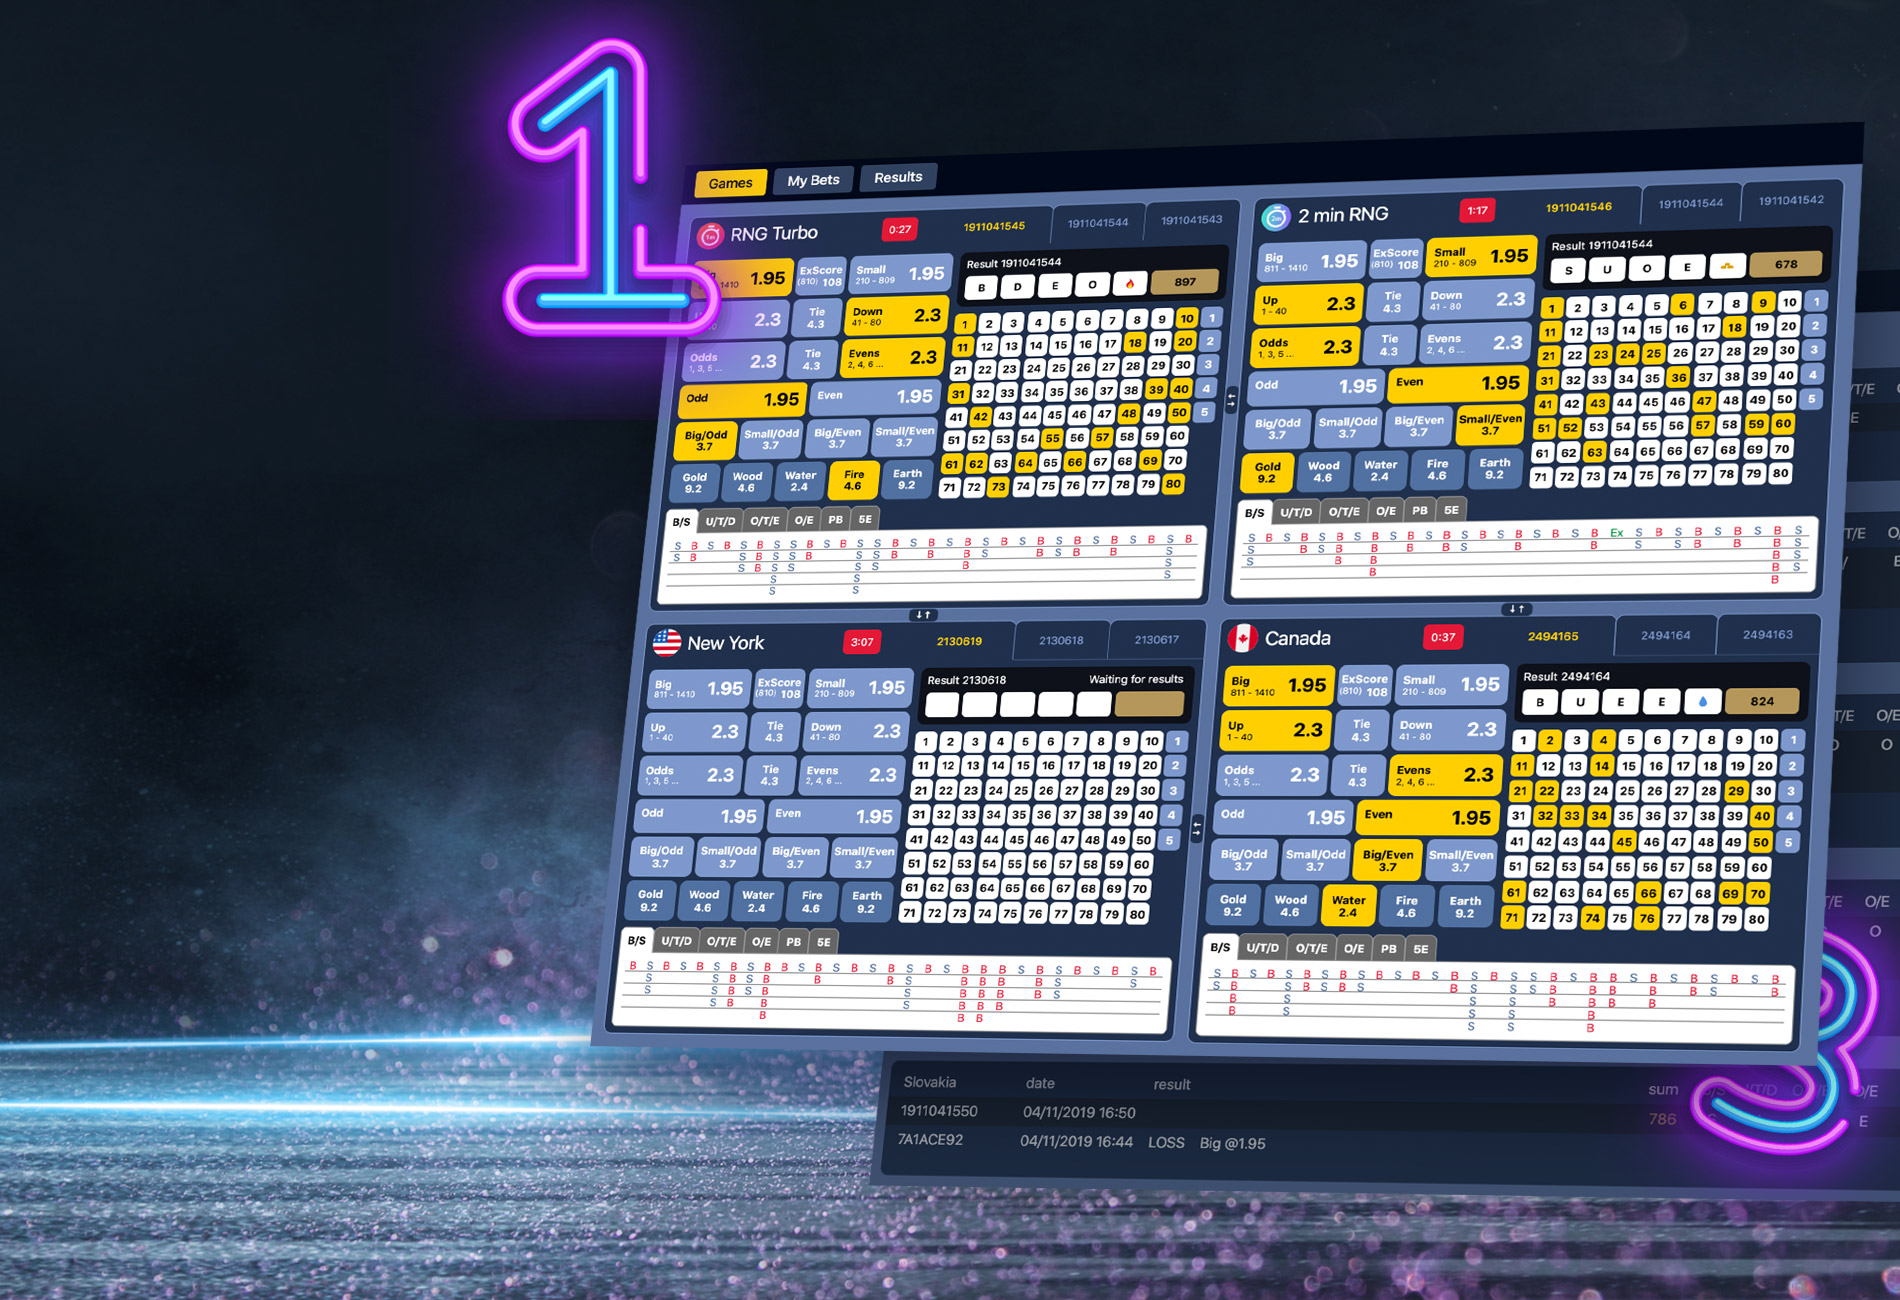 1
Games My Bets Results
RNG Turbo 0:27 1911041545 1911041544 1911041543
1410 1.95 ExScore (810) 108 Small 210 - 809 1.95
2.3 Tie 4.3 Down 41 - 80 2.3
Odds 1, 3, 5 ... 2.3 Tie 4.3 Evens 2, 4, 6 ... 2.3
Odd 1.95 Even 1.95
Big/Odd 3.7 Small/Odd 3.7 Big/Even 3.7 Small/Even 3.7
Gold 9.2 Wood 4.6 Water 2.4 Fire 4.6 Earth 9.2
Result 1911041544
B D E O 897
1 2 3 4 5 6 7 8 9 10 1
11 12 13 14 15 16 17 18 19 20 2
21 22 23 24 25 26 27 28 29 30 3
31 32 33 34 35 36 37 38 39 40 4
41 42 43 44 45 46 47 48 49 50 5
51 52 53 54 55 56 57 58 59 60
61 62 63 64 65 66 67 68 69 70
71 72 73 74 75 76 77 78 79 80
B/S U/T/D O/T/E O/E PB 5E
S B S B S B S S B S B S S B S B S B S B S B S B S B S S B
2 min RNG 1:17 1911041546 1911041544 1911041542
Big 811 - 1410 1.95 ExScore (810) 108 Small 210 - 809 1.95
Up 1 - 40 2.3 Tie 4.3 Down 41 - 80 2.3
Odds 1, 3, 5 ... 2.3 Tie 4.3 Evens 2, 4, 6 ... 2.3
Odd 1.95 Even 1.95
Big/Odd 3.7 Small/Odd 3.7 Big/Even 3.7 Small/Even 3.7
Gold 9.2 Wood 4.6 Water 2.4 Fire 4.6 Earth 9.2
Result 1911041544
S U O E 678
1 2 3 4 5 6 7 8 9 10 1
11 12 13 14 15 16 17 18 19 20 2
21 22 23 24 25 26 27 28 29 30 3
31 32 33 34 35 36 37 38 39 40 4
41 42 43 44 45 46 47 48 49 50 5
51 52 53 54 55 56 57 58 59 60
61 62 63 64 65 66 67 68 69 70
71 72 73 74 75 76 77 78 79 80
B/S U/T/D O/T/E O/E PB 5E
S B S B S B S B S B S B S B S B S B S B Ex S B S B S B S B S
New York 3:07 2130619 2130618 2130617
Big 811 - 1410 1.95 ExScore (810) 108 Small 210 - 809 1.95
Up 1 - 40 2.3 Tie 4.3 Down 41 - 80 2.3
Odds 1, 3, 5 ... 2.3 Tie 4.3 Evens 2, 4, 6 ... 2.3
Odd 1.95 Even 1.95
Big/Odd 3.7 Small/Odd 3.7 Big/Even 3.7 Small/Even 3.7
Gold 9.2 Wood 4.6 Water 2.4 Fire 4.6 Earth 9.2
Result 2130618 Waiting for results
1 2 3 4 5 6 7 8 9 10 1
11 12 13 14 15 16 17 18 19 20 2
21 22 23 24 25 26 27 28 29 30 3
31 32 33 34 35 36 37 38 39 40 4
41 42 43 44 45 46 47 48 49 50 5
51 52 53 54 55 56 57 58 59 60
61 62 63 64 65 66 67 68 69 70
71 72 73 74 75 76 77 78 79 80
B/S U/T/D O/T/E O/E PB 5E
B S B S B S B S B S B S B S B S B S B B B S B S B S B S B
Canada 0:37 2494165 2494164 2494163
Big 811 - 1410 1.95 ExScore (810) 108 Small 210 - 809 1.95
Up 1 - 40 2.3 Tie 4.3 Down 41 - 80 2.3
Odds 1, 3, 5 ... 2.3 Tie 4.3 Evens 2, 4, 6 ... 2.3
Odd 1.95 Even 1.95
Big/Odd 3.7 Small/Odd 3.7 Big/Even 3.7 Small/Even 3.7
Gold 9.2 Wood 4.6 Water 2.4 Fire 4.6 Earth 9.2
Result 2494164
B U E E 824
1 2 3 4 5 6 7 8 9 10 1
11 12 13 14 15 16 17 18 19 20 2
21 22 23 24 25 26 27 28 29 30 3
31 32 33 34 35 36 37 38 39 40 4
41 42 43 44 45 46 47 48 49 50 5
51 52 53 54 55 56 57 58 59 60
61 62 63 64 65 66 67 68 69 70
71 72 73 74 75 76 77 78 79 80
B/S U/T/D O/T/E O/E PB 5E
S B S B S B S B S B S B S B S B S S B S B B S B S B S B S B
Slovakia date result sum
1911041550 04/11/2019 16:50 786
7A1ACE92 04/11/2019 16:44 LOSS Big @1.95
3